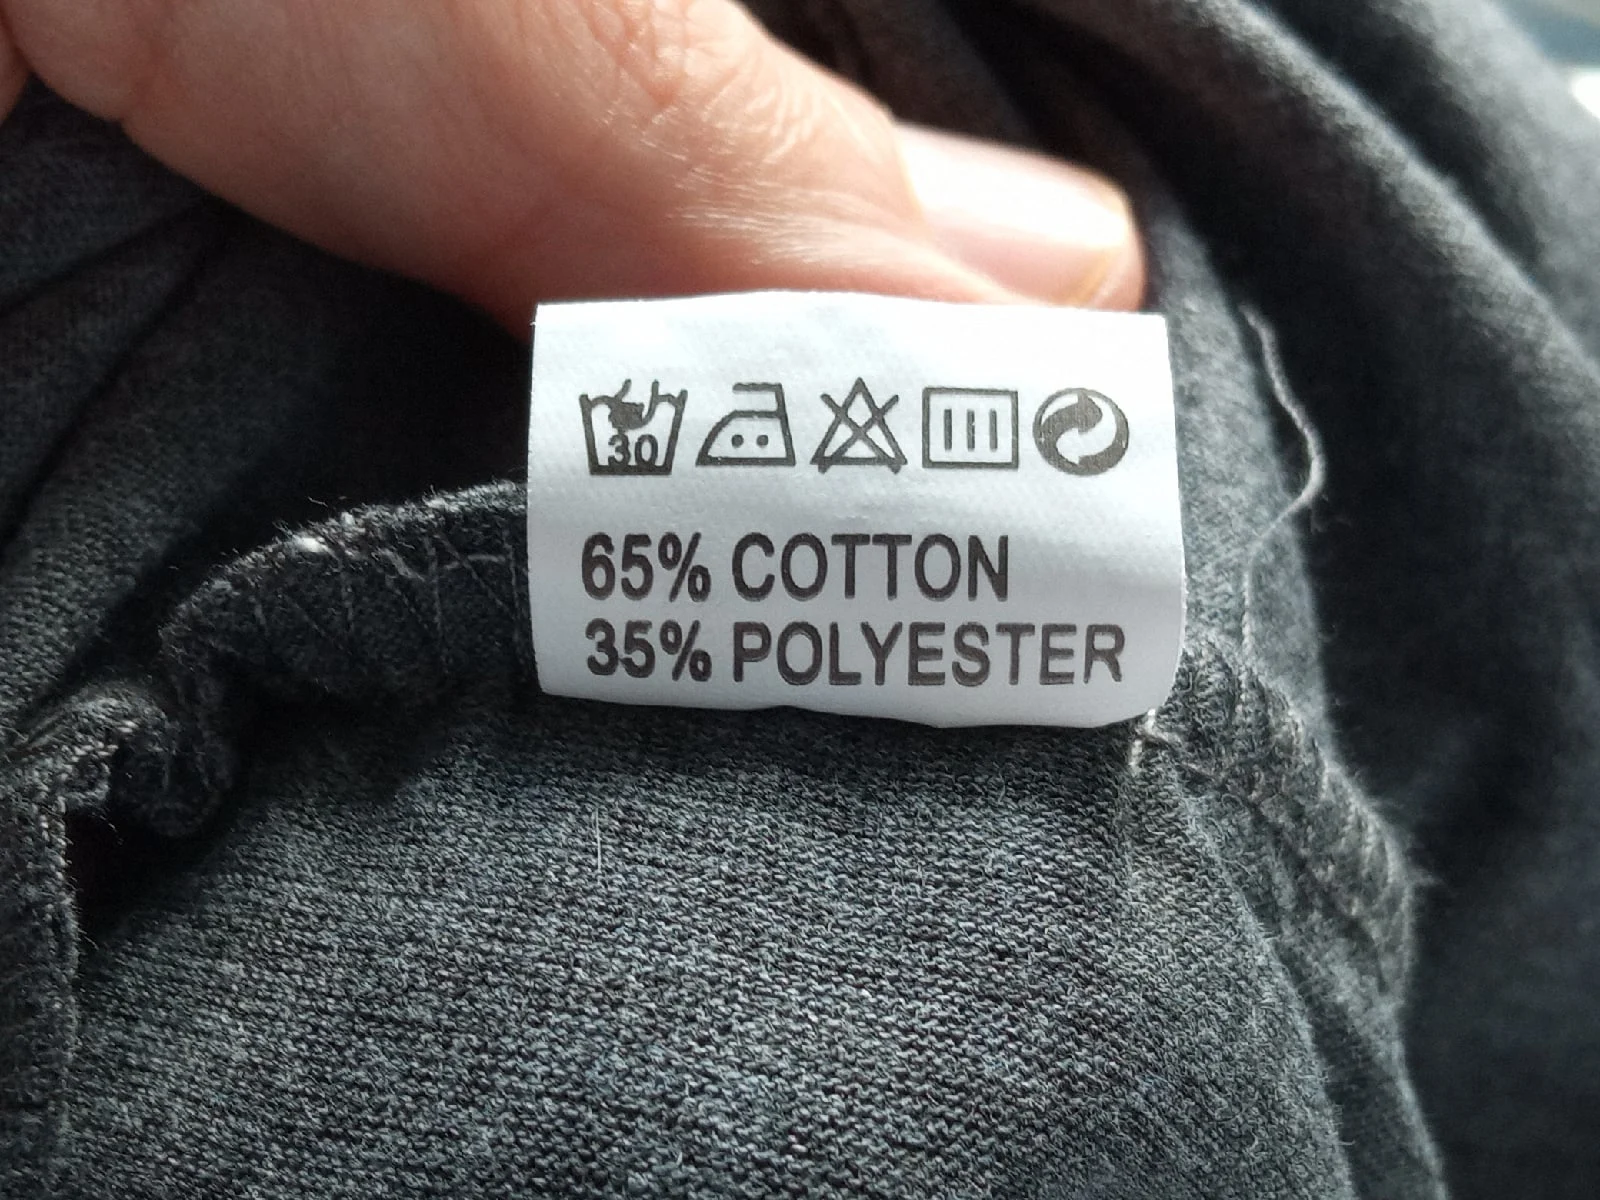 30
65% COTTON
35% POLYESTER